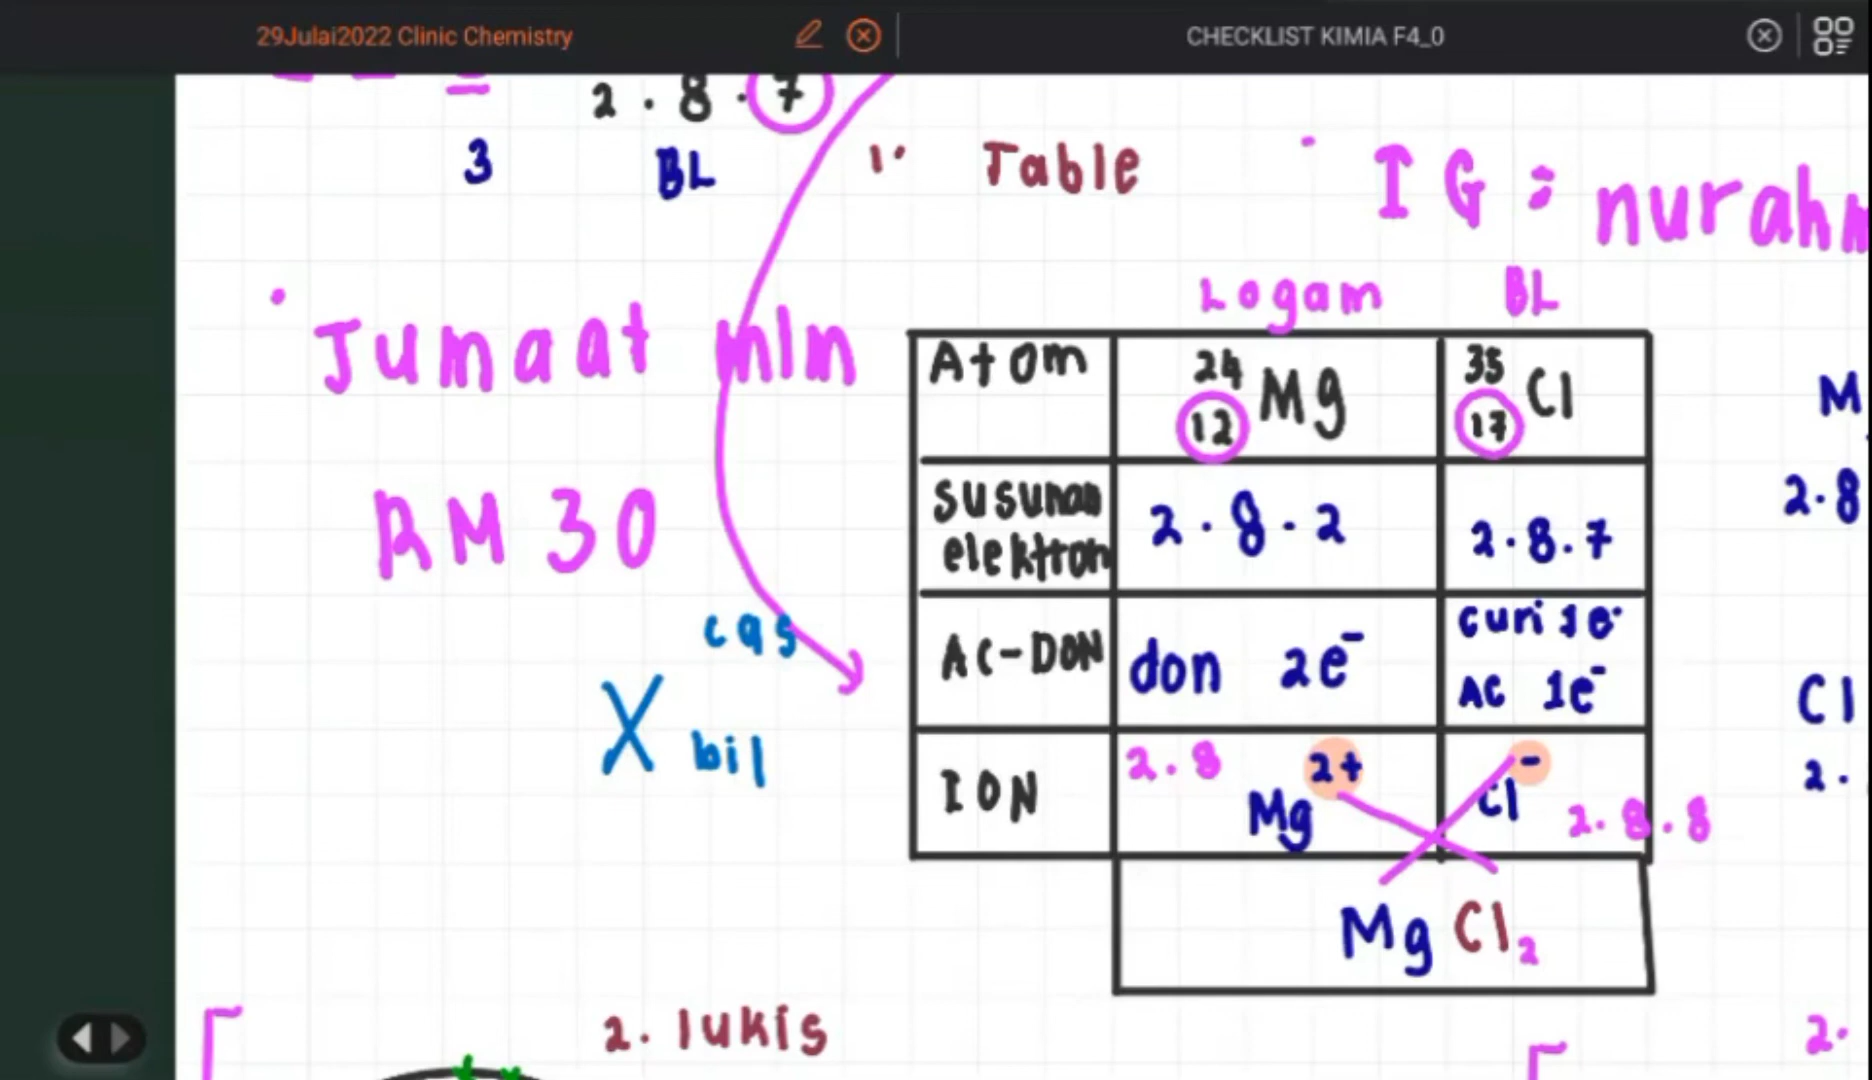 29Julai2022 Clinic Chemistry
CHECKLIST KIMIA F4_0
2 . 8 . 7
3
BL
1. Table
IG : nurah
Jumaat mlm
RM 30
cas
X bil
Logam
BL
Atom
24
12 Mg
35
17 Cl
susunan
elektron
2 . 8 . 2
2 . 8 . 7
AC-DON
don 2e⁻
curi 1e⁻
AC 1e⁻
ION
2 . 8
Mg 2+
Cl -
2 . 8 . 8
MgCl₂
M
2 . 8
Cl
2 .
2. lukis
2 .